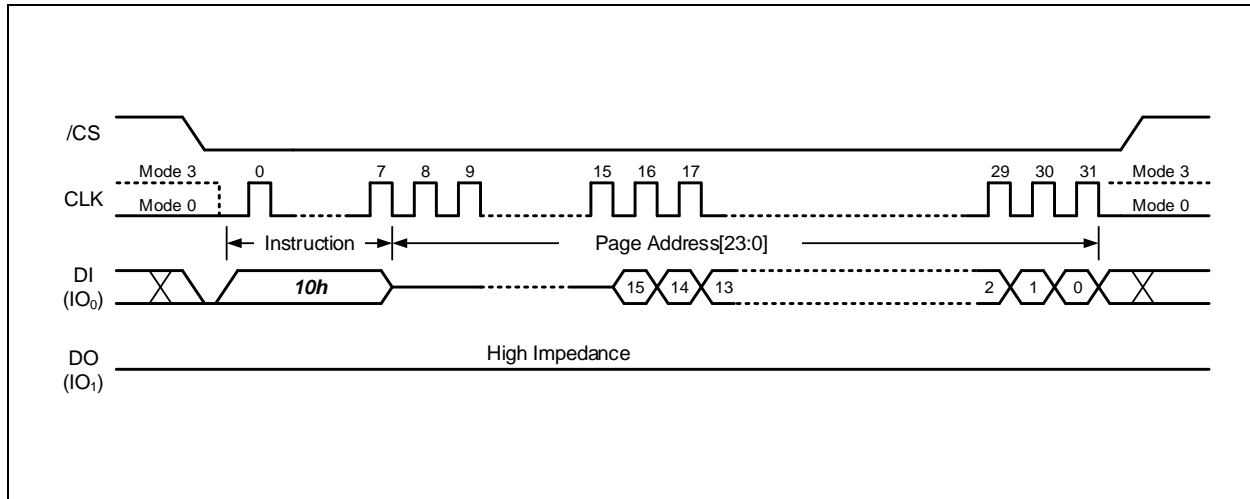 /CS
Mode 3 0 7 8 9 15 16 17 29 30 31 Mode 3
CLK
Mode 0 Mode 0
Instruction Page Address[23:0]
DI 10h 15 14 13 2 1 0
(IO₀)
High Impedance
DO
(IO₁)